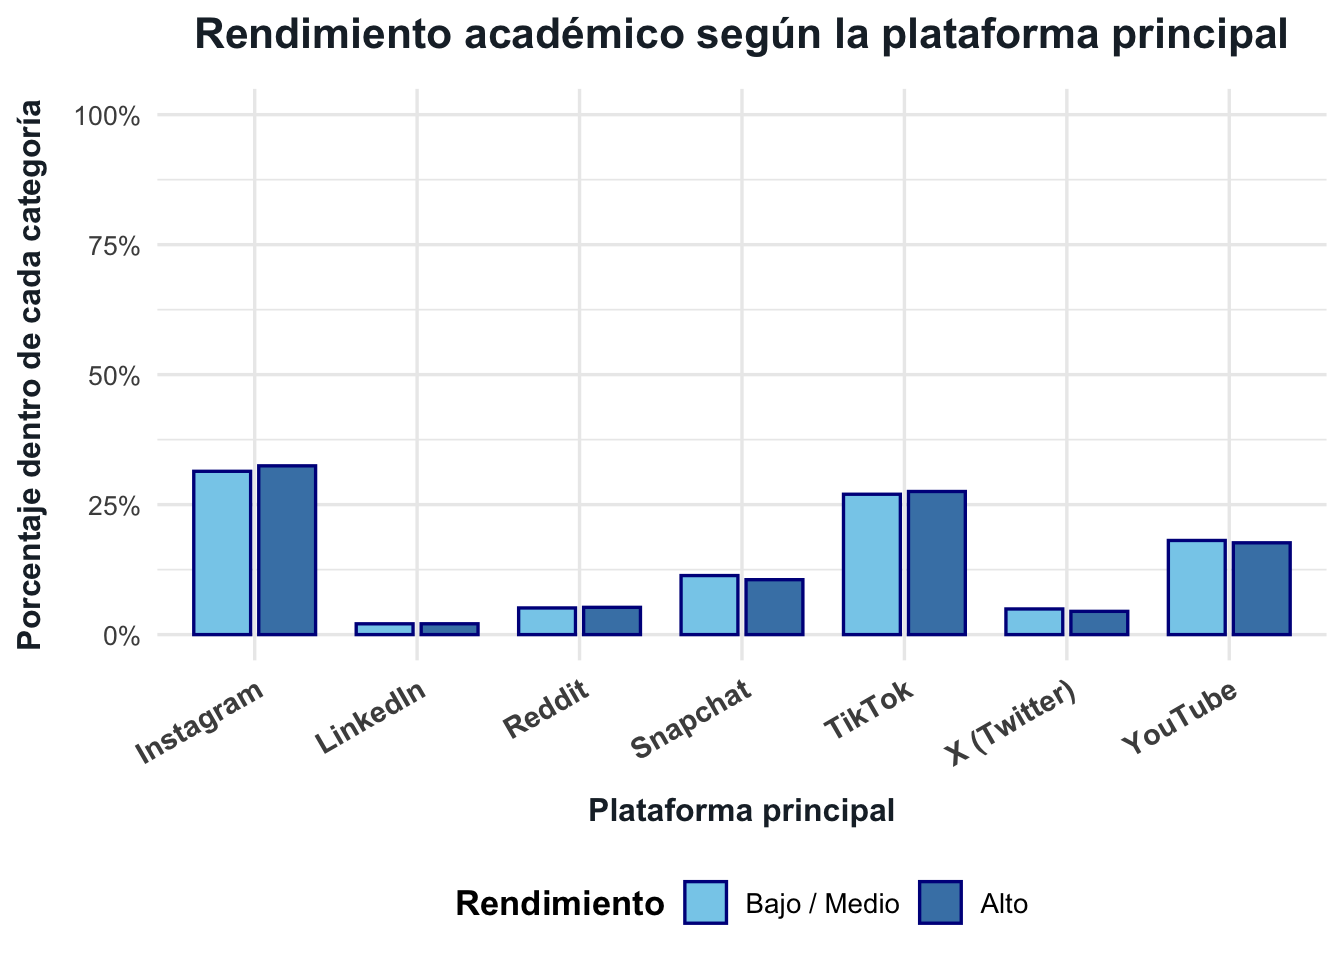 Rendimiento académico según la plataforma principal
Porcentaje dentro de cada categoría
100%
75%
50%
25%
0%
Instagram
LinkedIn
Reddit
Snapchat
TikTok
X (Twitter)
YouTube
Plataforma principal
Rendimiento
Bajo / Medio
Alto